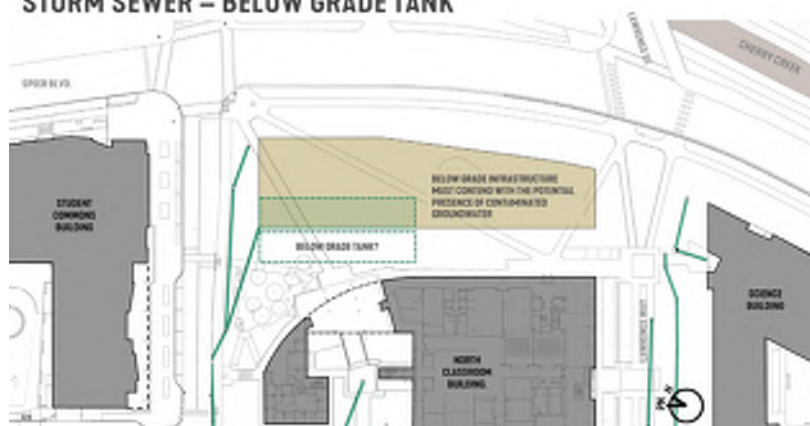 STORM SEWER – BELOW GRADE TANK
SPEER BLVD.
CHERRY CREEK
BELOW GRADE INFRASTRUCTURE
MUST CONTEND WITH THE POTENTIAL
PRESENCE OF CONTAMINATED
GROUNDWATER
STUDENT
COMMONS
BUILDING
BELOW GRADE TANK?
SCIENCE
BUILDING
NORTH
CLASSROOM
BUILDING
N